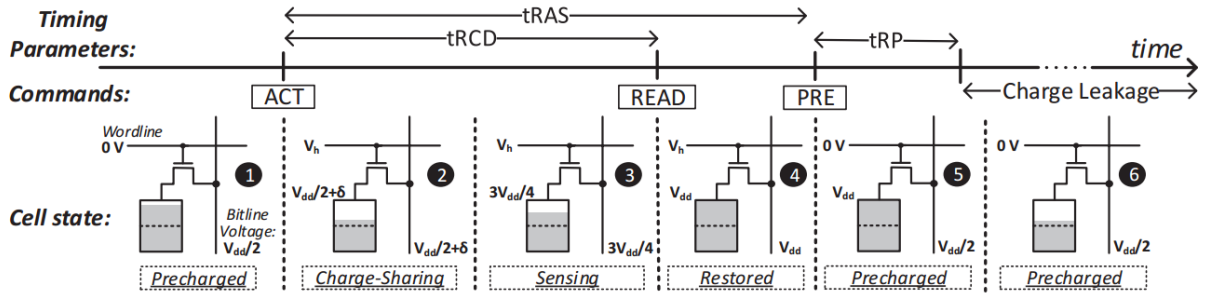 Timing Parameters:
tRAS
tRCD
tRP
time
Commands:
ACT
READ
PRE
Charge Leakage
Cell state:
Wordline
0 V
1
Bitline Voltage:
Vdd/2
Precharged
Vh
2
Vdd/2+δ
Vdd/2+δ
Charge-Sharing
Vh
3
3Vdd/4
3Vdd/4
Sensing
Vh
4
Vdd
Vdd
Restored
0 V
5
Vdd
Vdd/2
Precharged
0 V
6
Vdd/2
Precharged